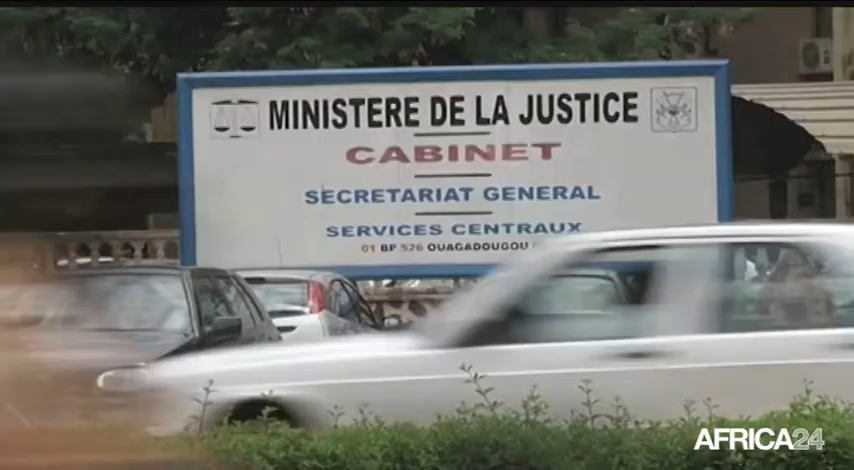 MINISTERE DE LA JUSTICE
CABINET
SECRETARIAT GENERAL
SERVICES CENTRAUX
01 BP 526 OUAGADOUGOU
AFRICA24